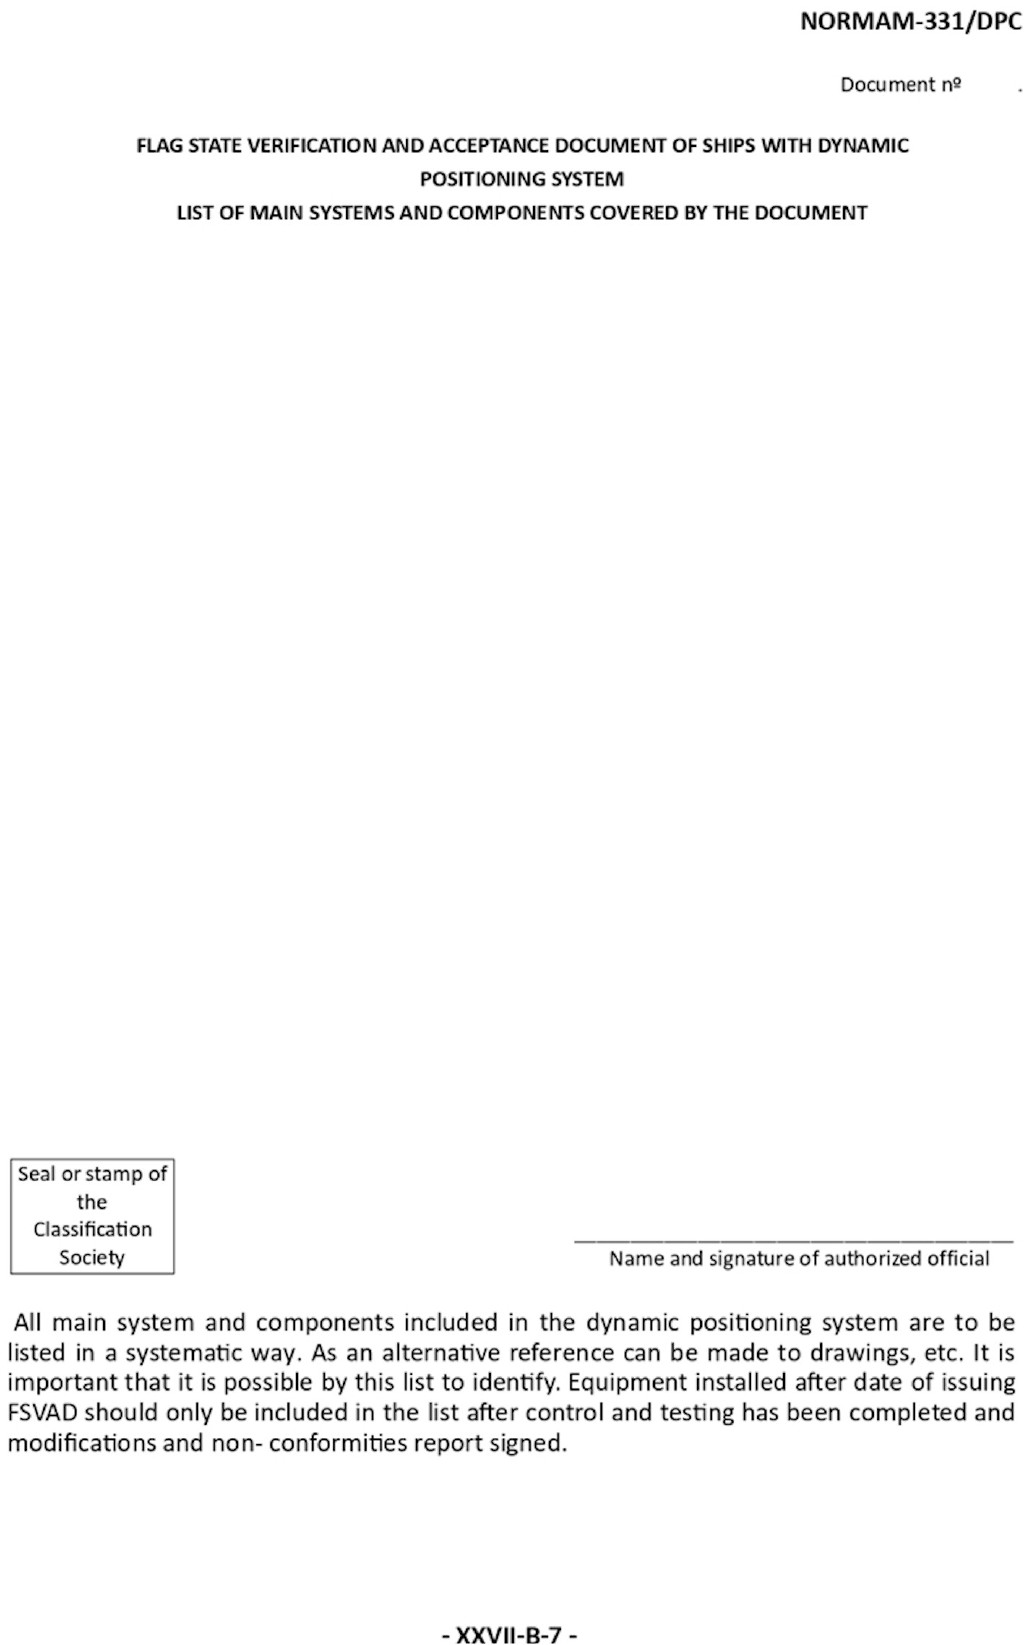 NORMAM-331/DPC
Document nº .
FLAG STATE VERIFICATION AND ACCEPTANCE DOCUMENT OF SHIPS WITH DYNAMIC
POSITIONING SYSTEM
LIST OF MAIN SYSTEMS AND COMPONENTS COVERED BY THE DOCUMENT
Seal or stamp of
the
Classification
Society
Name and signature of authorized official
All main system and components included in the dynamic positioning system are to be
listed in a systematic way. As an alternative reference can be made to drawings, etc. It is
important that it is possible by this list to identify. Equipment installed after date of issuing
FSVAD should only be included in the list after control and testing has been completed and
modifications and non- conformities report signed.
- XXVII-B-7 -